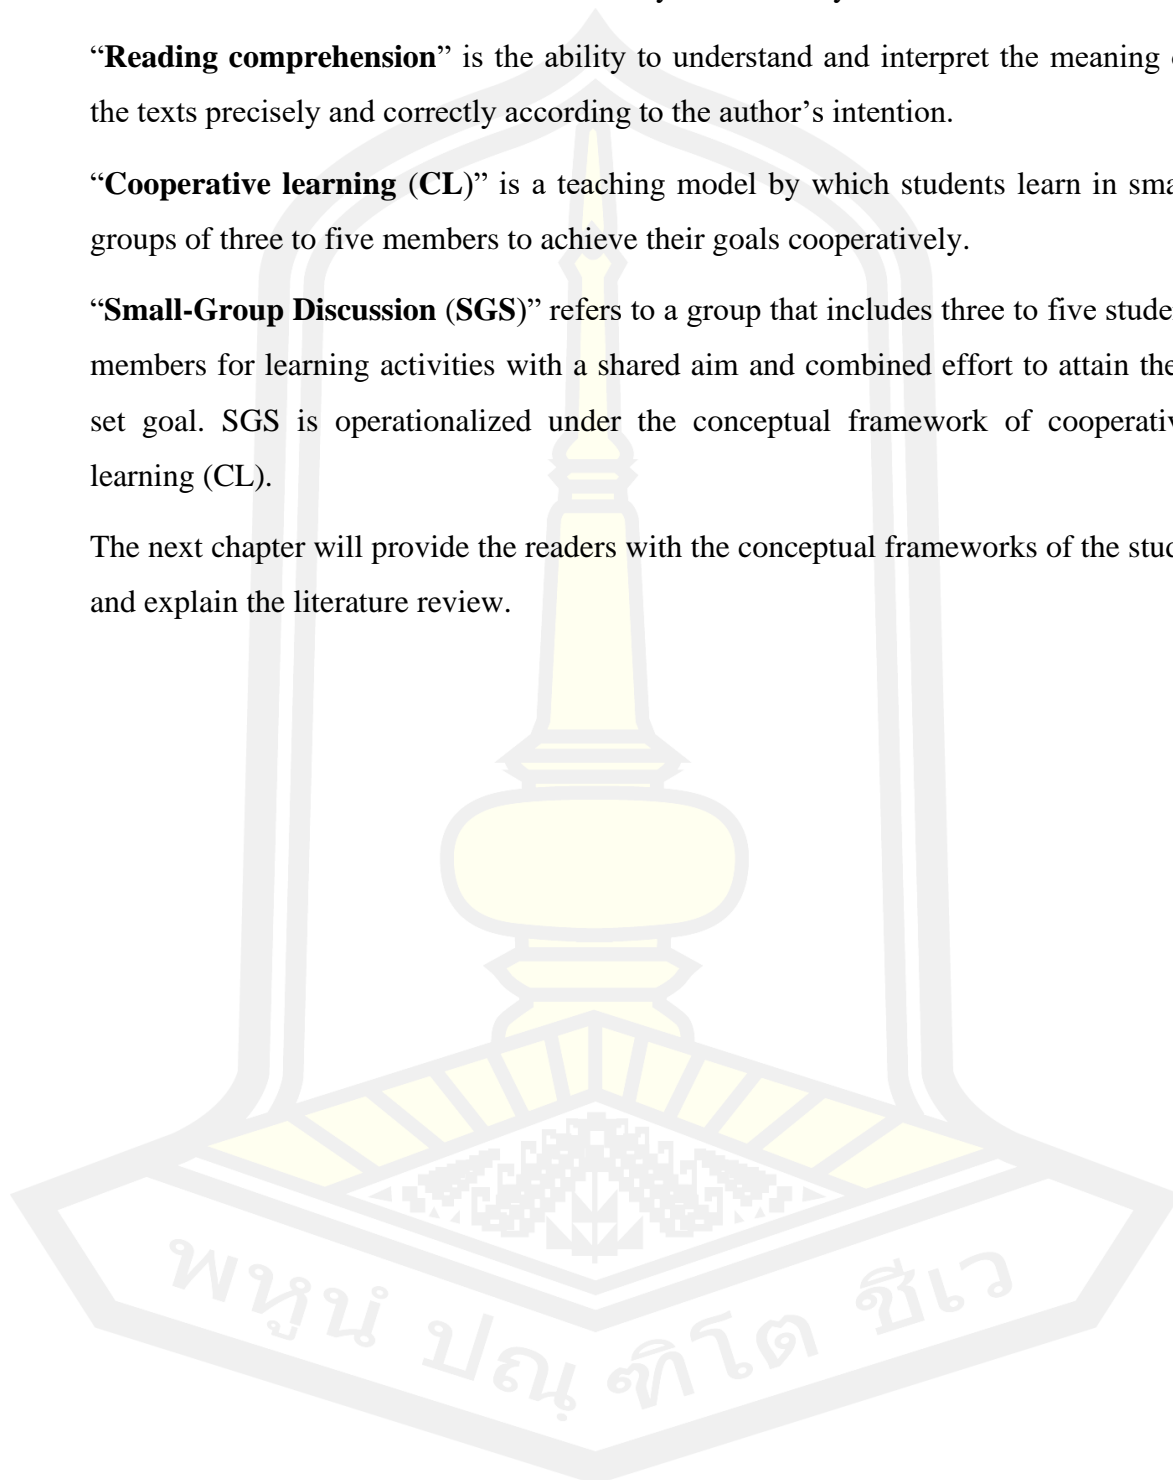 “Reading comprehension” is the ability to understand and interpret the meaning
the texts precisely and correctly according to the author’s intention.
“Cooperative learning (CL)” is a teaching model by which students learn in
groups of three to five members to achieve their goals cooperatively.
“Small-Group Discussion (SGS)” refers to a group that includes three to five
members for learning activities with a shared aim and combined effort to attain
set goal. SGS is operationalized under the conceptual framework of
learning (CL).
The next chapter will provide the readers with the conceptual frameworks of the
and explain the literature review.
พหูนํ ปณฺฑิโต ชีเว